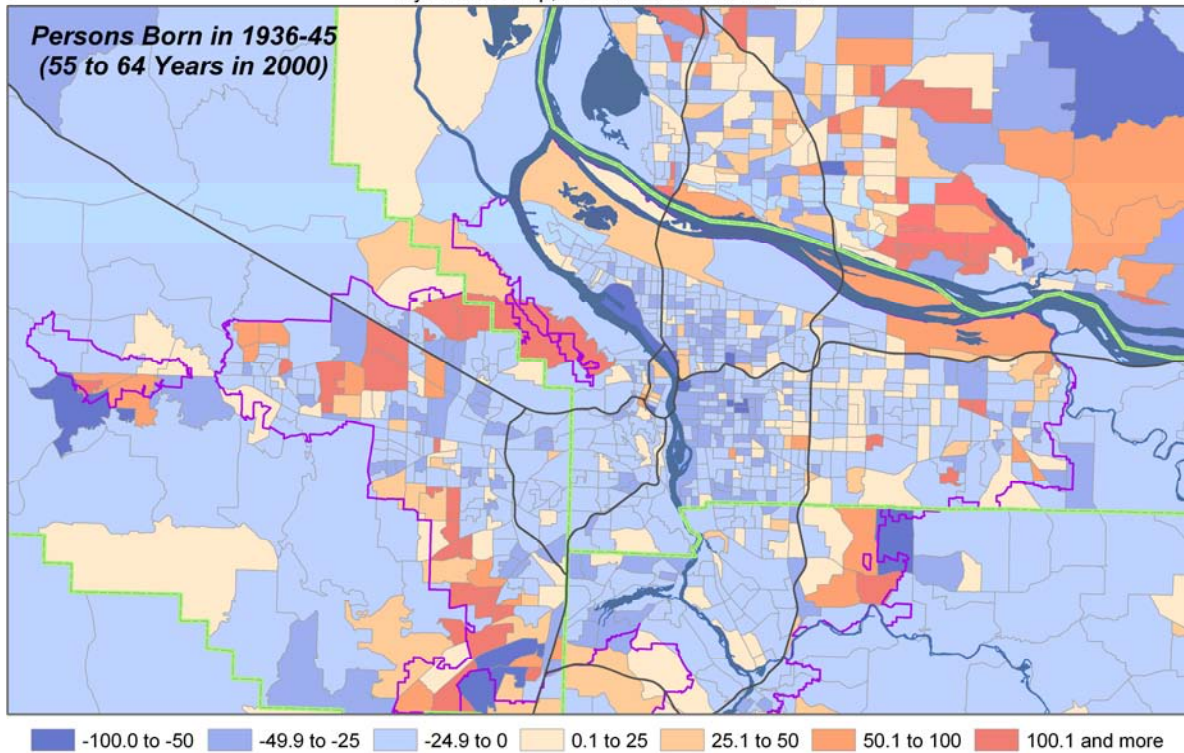 Persons Born in 1936-45
(55 to 64 Years in 2000)
-100.0 to -50
-49.9 to -25
-24.9 to 0
0.1 to 25
25.1 to 50
50.1 to 100
100.1 and more